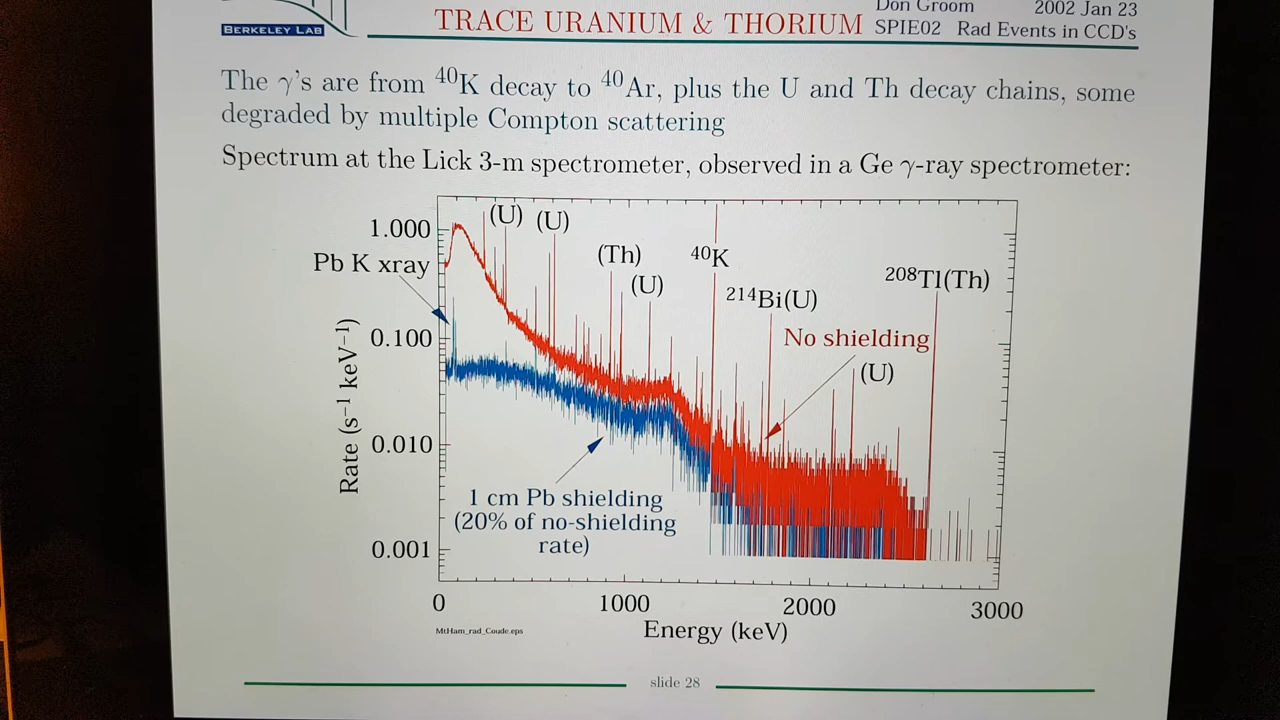 Don Groom 2002 Jan 23
BERKELEY LAB
TRACE URANIUM & THORIUM SPIE02 Rad Events in CCD's
The γ's are from ⁴⁰K decay to ⁴⁰Ar, plus the U and Th decay chains, some
degraded by multiple Compton scattering
Spectrum at the Lick 3-m spectrometer, observed in a Ge γ-ray spectrometer:
1.000
(U) (U)
Pb K xray
(Th)
⁴⁰K
(U)
²¹⁴Bi(U)
²⁰⁸Tl(Th)
0.100
No shielding
(U)
Rate (s⁻¹ keV⁻¹)
0.010
1 cm Pb shielding
(20% of no-shielding
rate)
0.001
0 1000 2000 3000
MtHam_rad_Coude.eps
Energy (keV)
slide 28